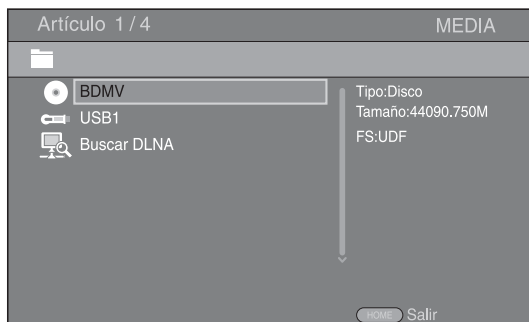 Artículo 1/4
MEDIA
BDMV
USB1
Buscar DLNA
Tipo:Disco
Tamaño:44090.750M
FS:UDF
HOME Salir